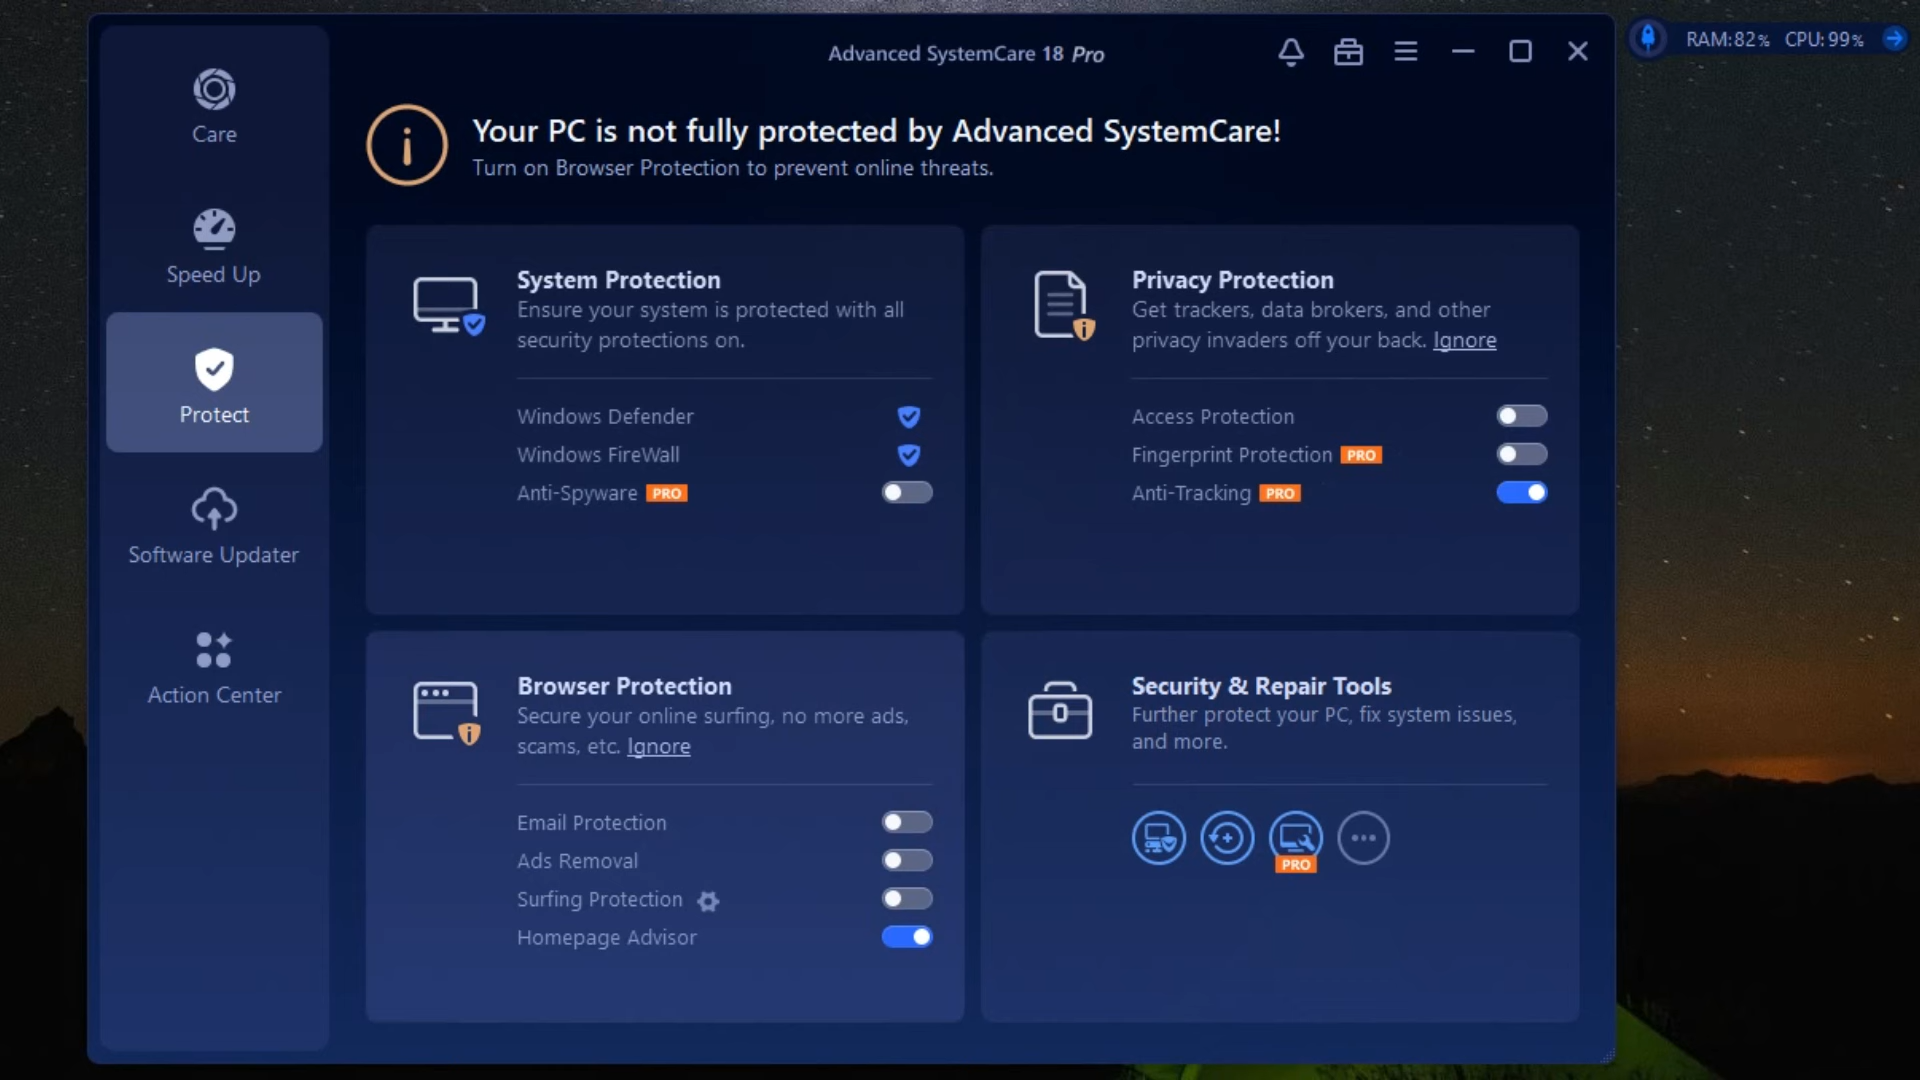 Advanced SystemCare 18 Pro
RAM:82% CPU:99%
Care
Speed Up
Protect
Software Updater
Action Center
Your PC is not fully protected by Advanced SystemCare!
Turn on Browser Protection to prevent online threats.
System Protection
Ensure your system is protected with all
security protections on.
Windows Defender
Windows FireWall
Anti-Spyware PRO
Privacy Protection
Get trackers, data brokers, and other
privacy invaders off your back. Ignore
Access Protection
Fingerprint Protection PRO
Anti-Tracking PRO
Browser Protection
Secure your online surfing, no more ads,
scams, etc. Ignore
Email Protection
Ads Removal
Surfing Protection
Homepage Advisor
Security & Repair Tools
Further protect your PC, fix system issues,
and more.
PRO